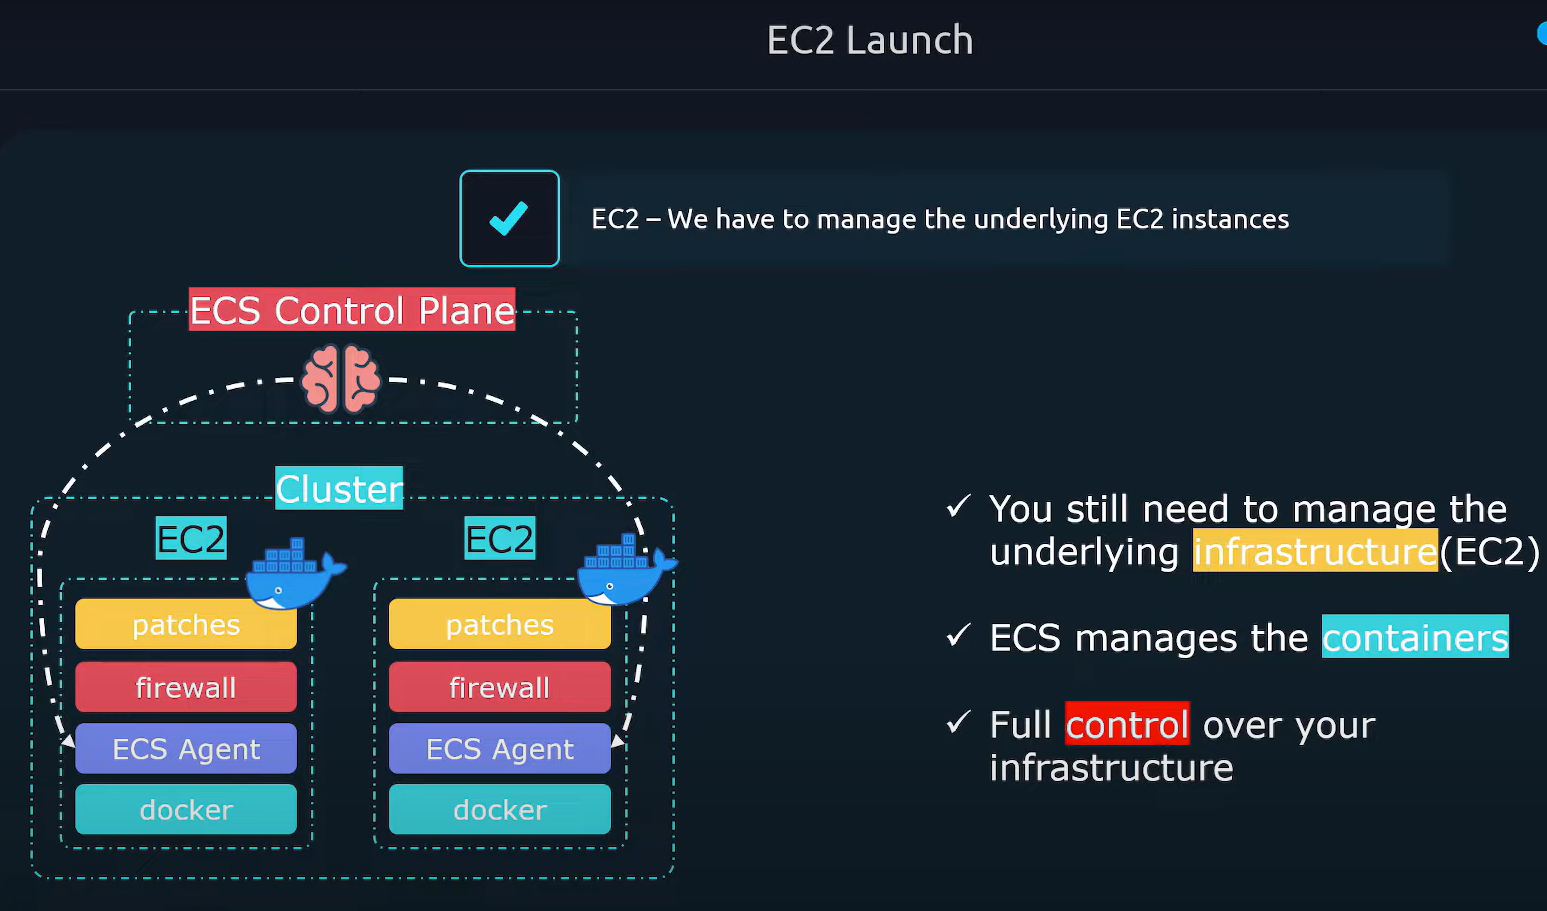 EC2 Launch
EC2 – We have to manage the underlying EC2 instances
ECS Control Plane
Cluster
EC2
patches
firewall
ECS Agent
docker
EC2
patches
firewall
ECS Agent
docker
You still need to manage the
underlying infrastructure(EC2)
ECS manages the containers
Full control over your
infrastructure